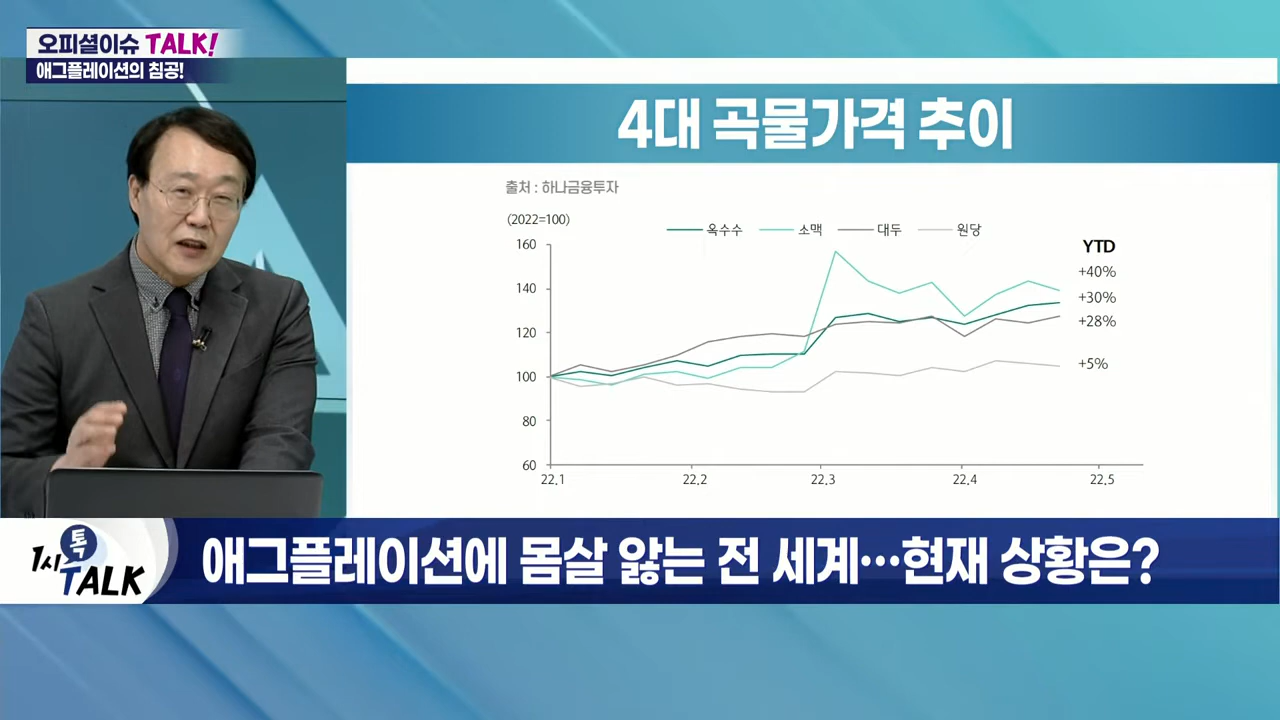 오피셜이슈 TALK!
애그플레이션의 침공!
4대 곡물가격 추이
출처 : 하나금융투자
(2022=100)
옥수수 소맥 대두 원당
YTD
160
140
120
100
80
60
+40%
+30%
+28%
+5%
22.1 22.2 22.3 22.4 22.5
1시톡TALK
애그플레이션에 몸살 앓는 전 세계…현재 상황은?